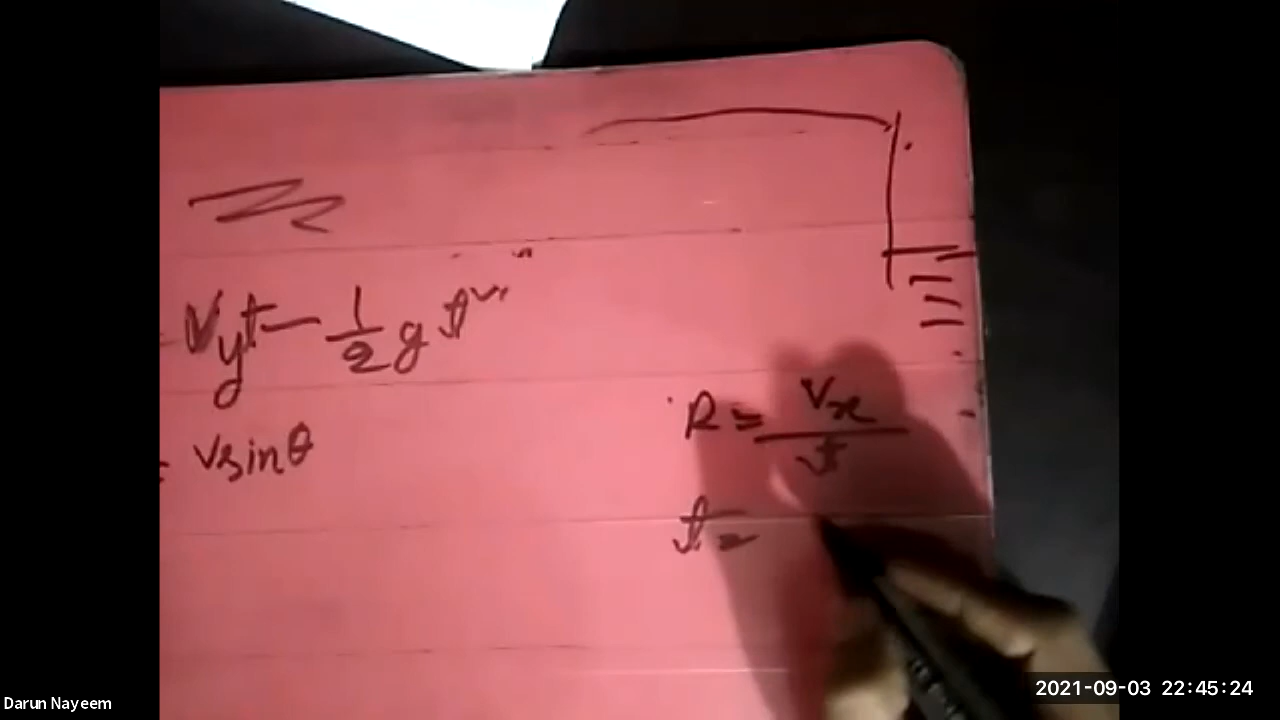 = Vyt - 1/2 g t²
= vsinθ
R = Vx/t
t =
Darun Nayeem
2021-09-03 22:45:24